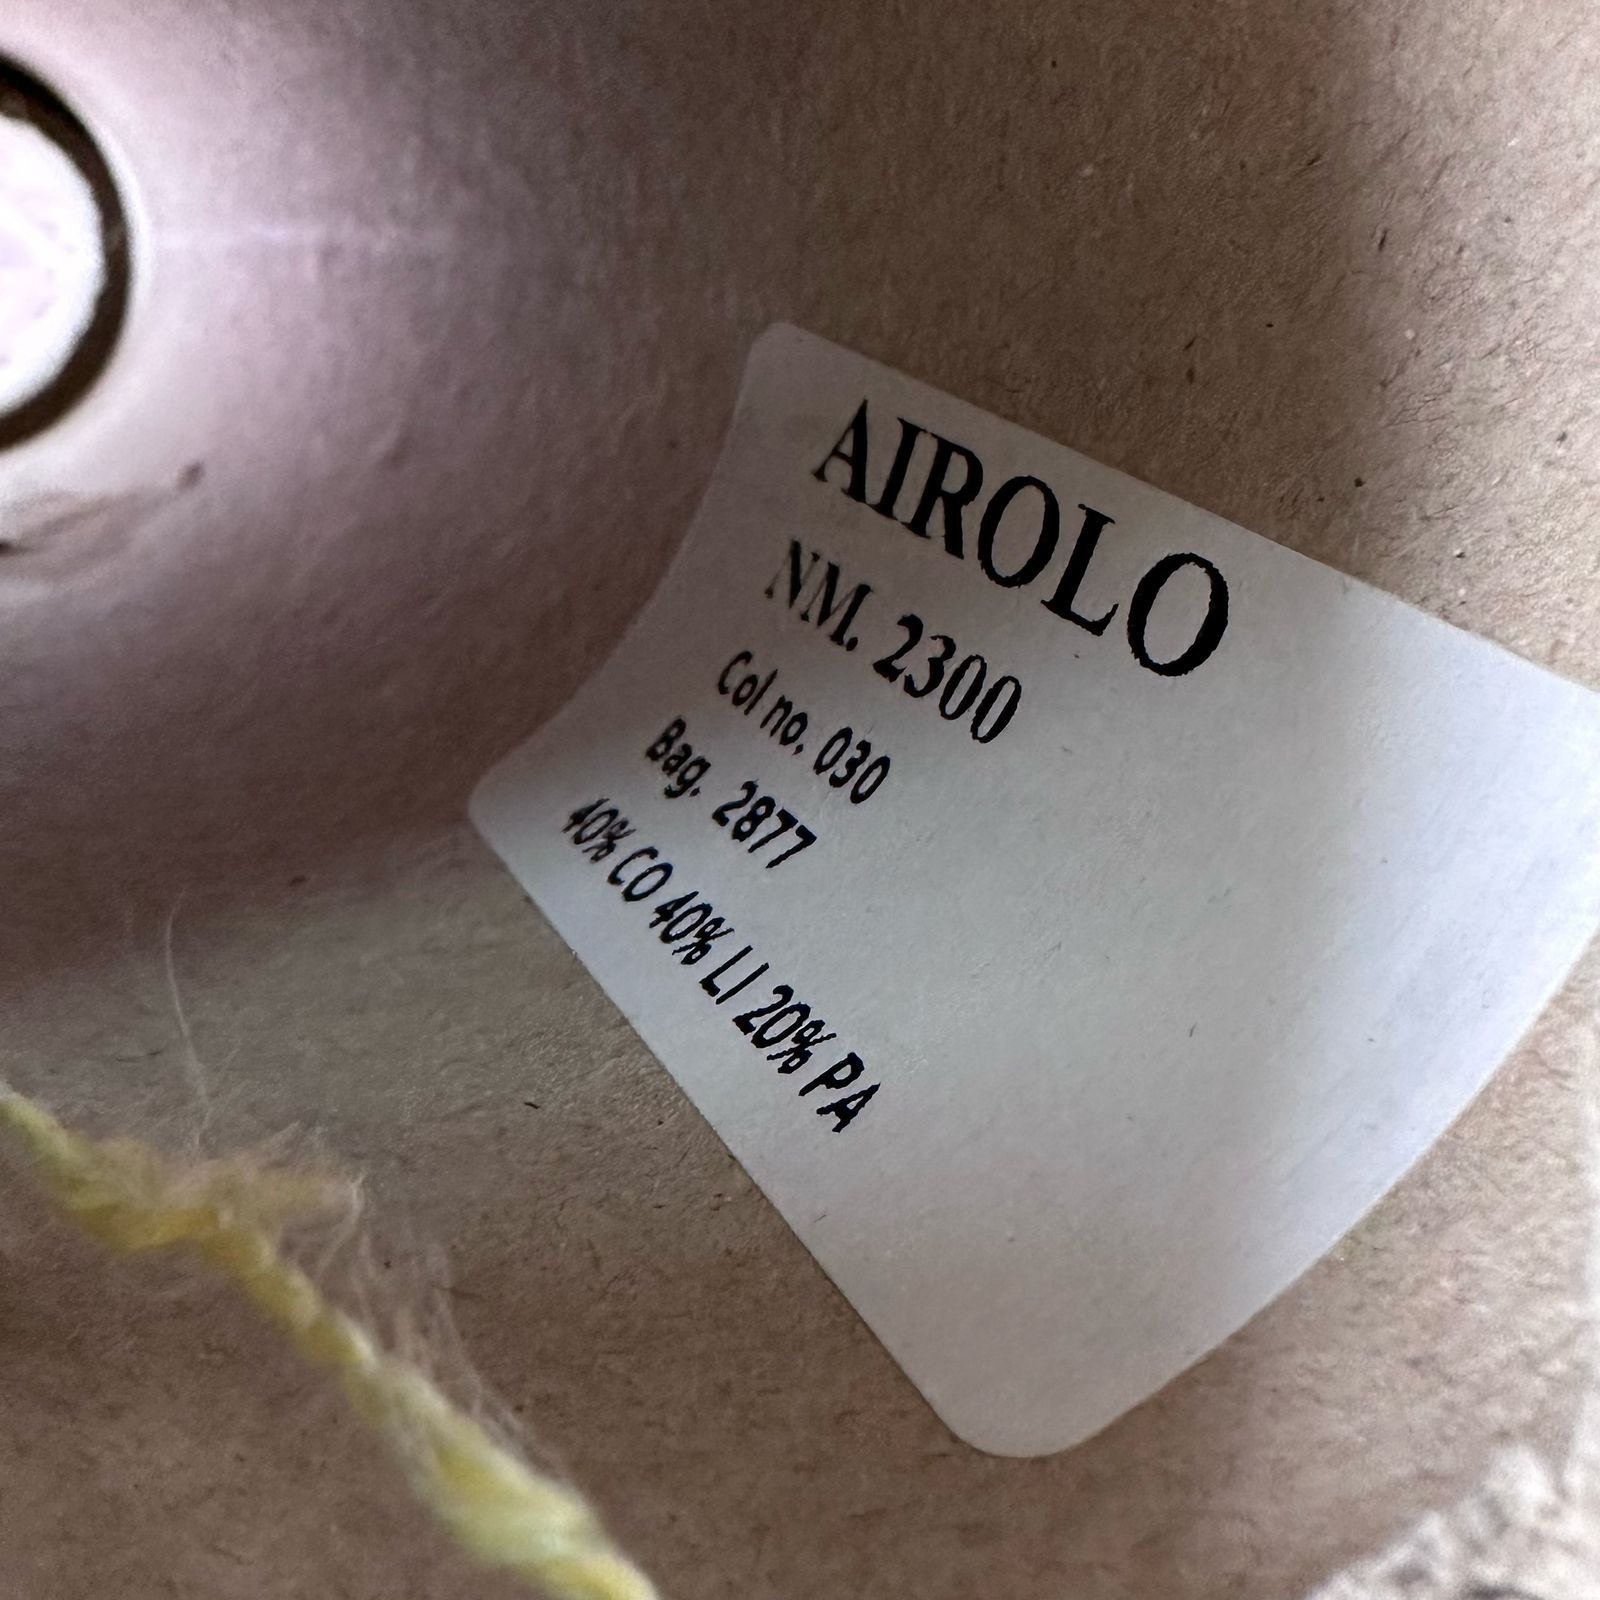 AIROLO
NM. 2300
Col no. 030
Bag. 2877
40% CO 40% LI 20% PA